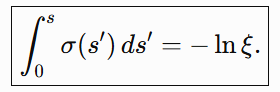 ∫₀ˢ σ(s′) ds′ = − ln ξ.